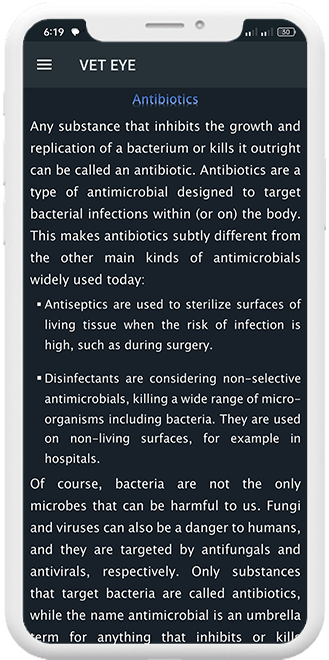 6:19 30
VET EYE
Antibiotics
Any substance that inhibits the growth and
replication of a bacterium or kills it outright
can be called an antibiotic. Antibiotics are a
type of antimicrobial designed to target
bacterial infections within (or on) the body.
This makes antibiotics subtly different from
the other main kinds of antimicrobials
widely used today:
▪ Antiseptics are used to sterilize surfaces of
living tissue when the risk of infection is
high, such as during surgery.
▪ Disinfectants are considering non-selective
antimicrobials, killing a wide range of micro-
organisms including bacteria. They are used
on non-living surfaces, for example in
hospitals.
Of course, bacteria are not the only
microbes that can be harmful to us. Fungi
and viruses can also be a danger to humans,
and they are targeted by antifungals and
antivirals, respectively. Only substances
that target bacteria are called antibiotics,
while the name antimicrobial is an umbrella
term for anything that inhibits or kills